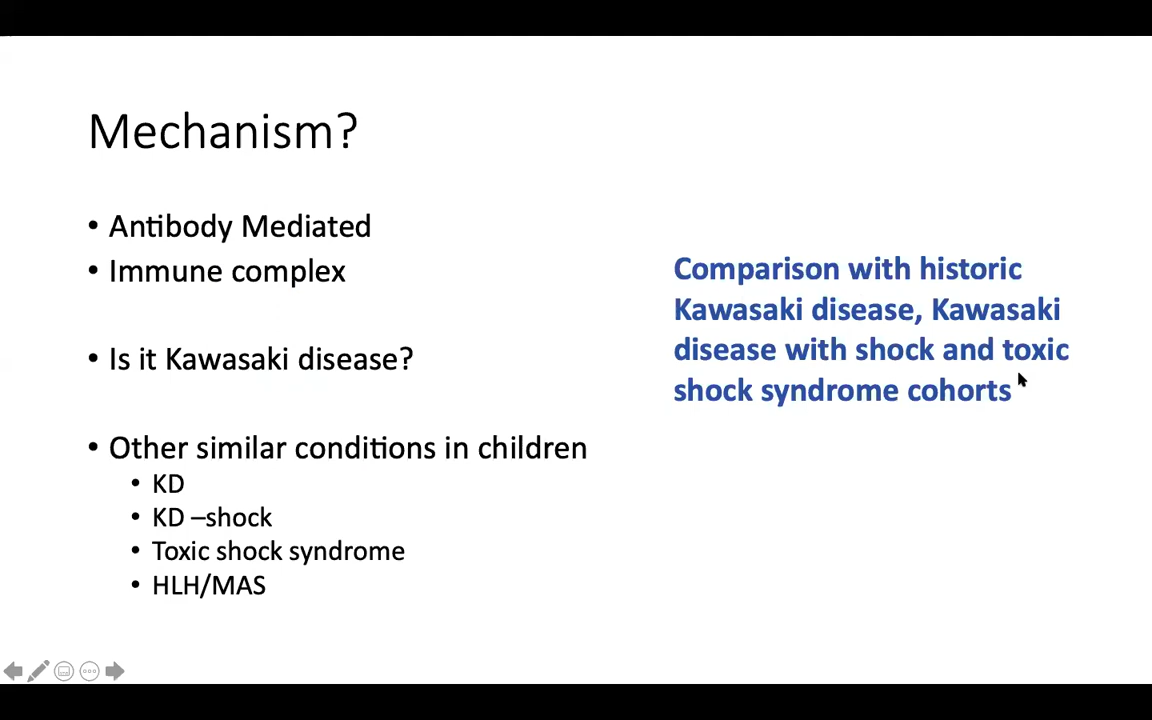 Mechanism?
• Antibody Mediated
• Immune complex
• Is it Kawasaki disease?
• Other similar conditions in children
• KD
• KD –shock
• Toxic shock syndrome
• HLH/MAS
Comparison with historic
Kawasaki disease, Kawasaki
disease with shock and toxic
shock syndrome cohorts